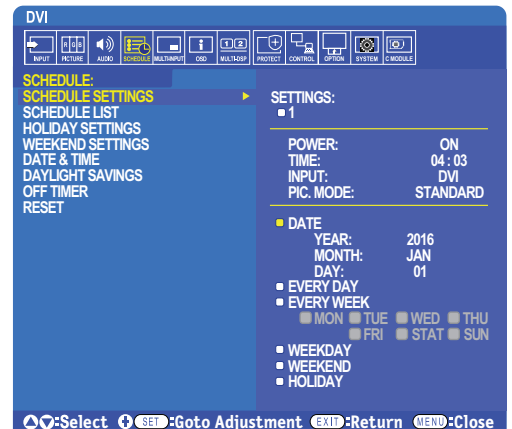 DVI
INPUT PICTURE AUDIO SCHEDULE MULTI-INPUT OSD MULTI-DSP PROTECT CONTROL OPTION SYSTEM C MODULE
RGB
i
1 2
SCHEDULE:
SCHEDULE SETTINGS
SCHEDULE LIST
HOLIDAY SETTINGS
WEEKEND SETTINGS
DATE & TIME
DAYLIGHT SAVINGS
OFF TIMER
RESET
SETTINGS:
1
POWER: ON
TIME: 04 : 03
INPUT: DVI
PIC. MODE: STANDARD
DATE
YEAR: 2016
MONTH: JAN
DAY: 01
EVERY DAY
EVERY WEEK
MON TUE WED THU
FRI STAT SUN
WEEKDAY
WEEKEND
HOLIDAY
:Select SET:Goto Adjustment EXIT:Return MENU:Close